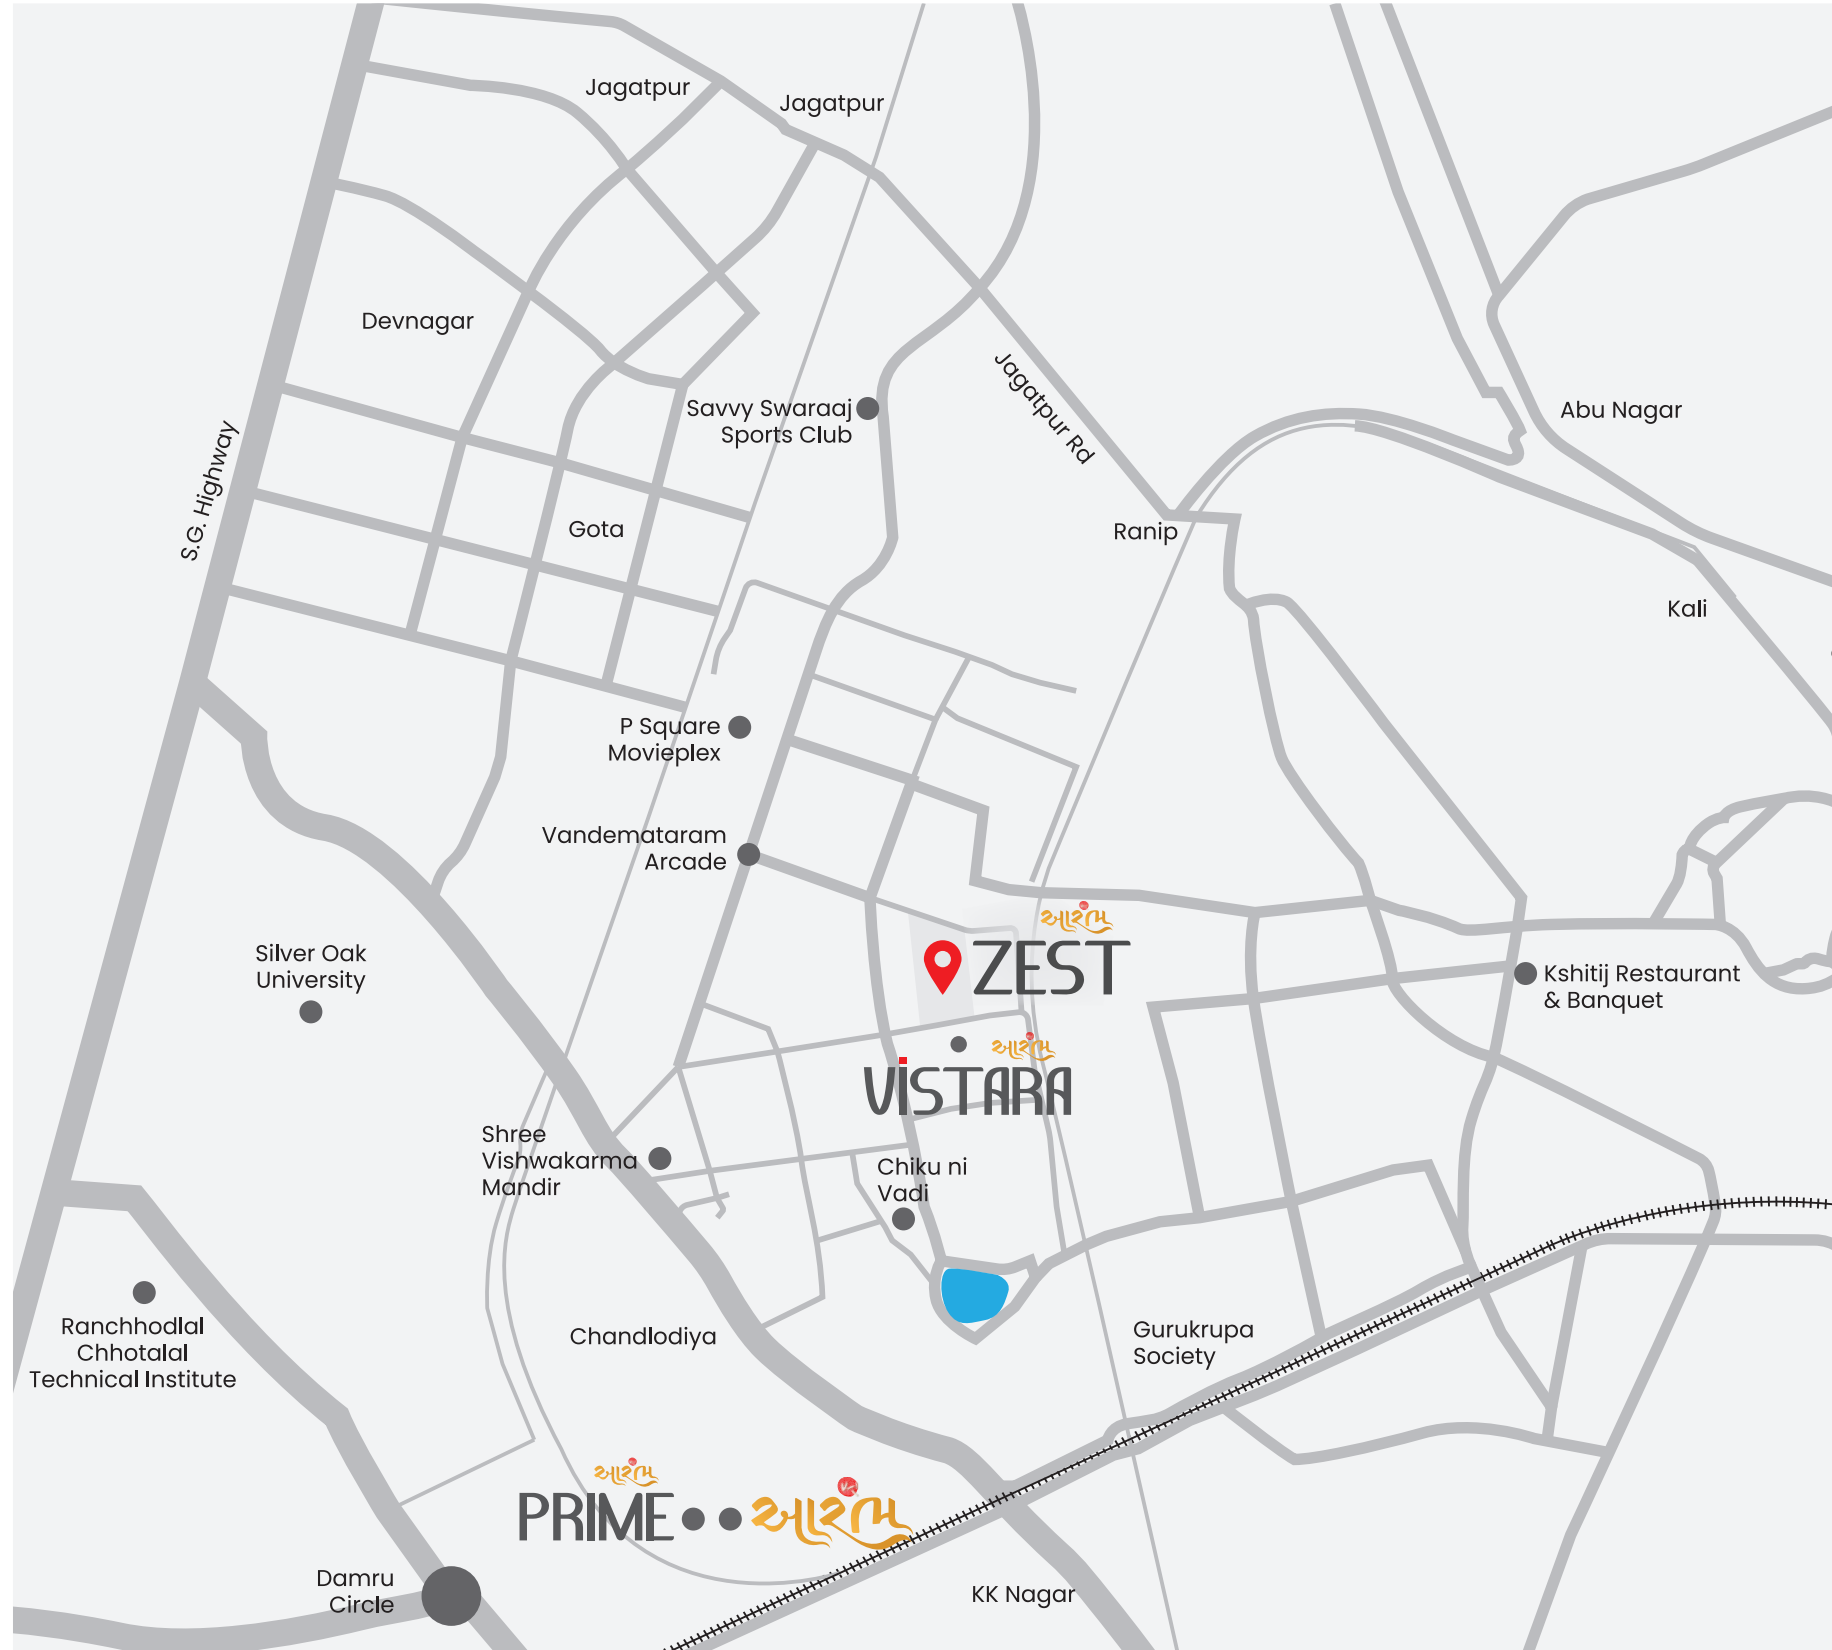 Jagatpur
Jagatpur
Devnagar
Savvy Swaraaj
Sports Club
Jagatpur Rd
Abu Nagar
S.G. Highway
Gota
Ranip
Kali
P Square
Movieplex
Vandemataram
Arcade
આરંભ
ZEST
Silver Oak
University
Kshitij Restaurant
& Banquet
આરંભ
VISTARA
Shree
Vishwakarma
Mandir
Chiku ni
Vadi
Ranchhodlal
Chhotalal
Technical Institute
Chandlodiya
Gurukrupa
Society
આરંભ
PRIME
આરંભ
Damru
Circle
KK Nagar